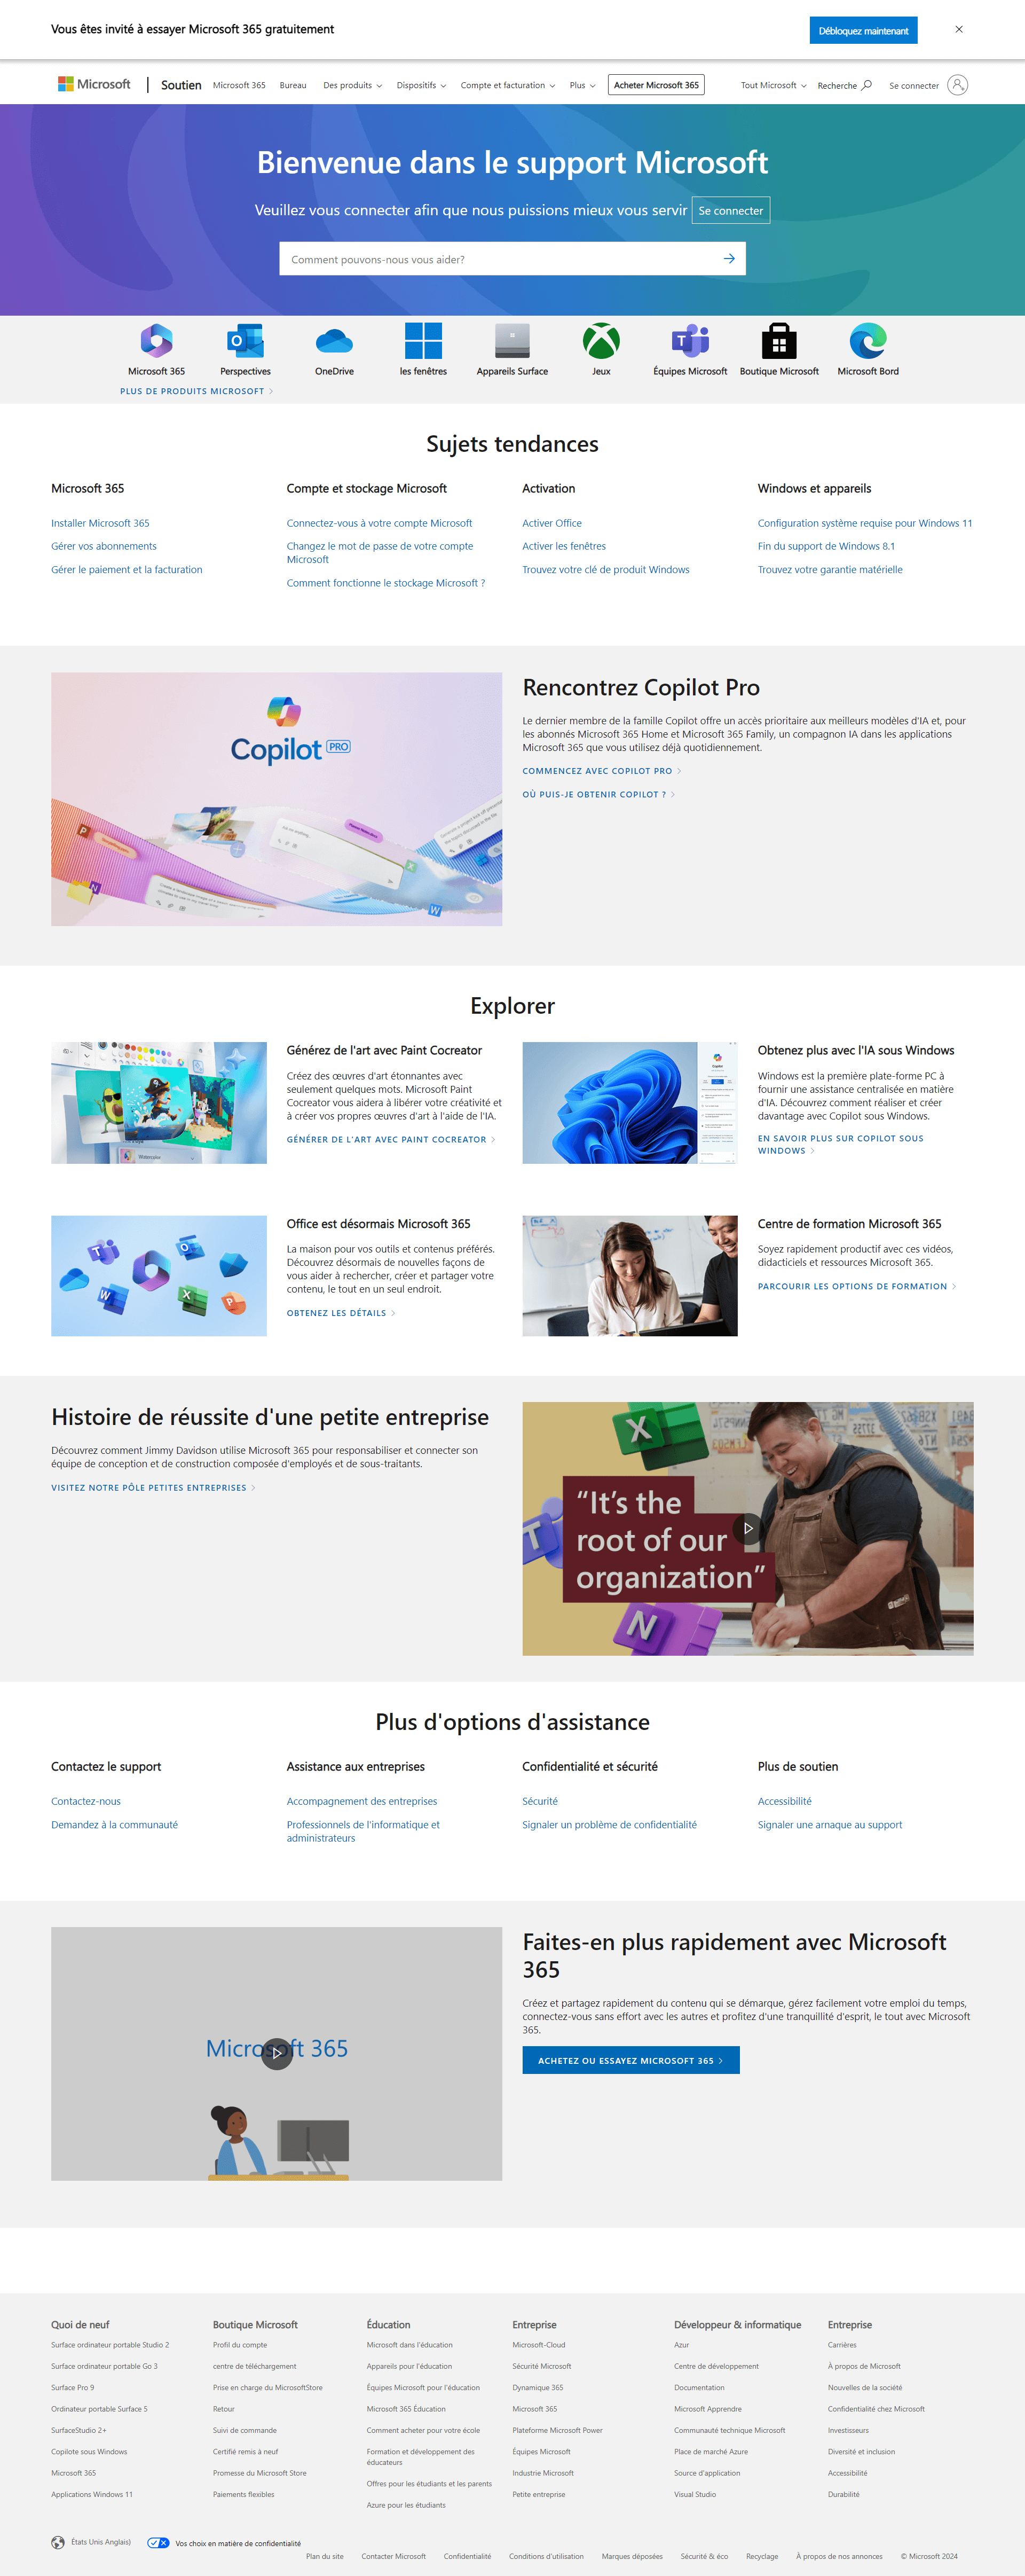 Vous êtes invité à essayer Microsoft 365 gratuitement
Débloquez maintenant
Microsoft
Soutien
Microsoft 365
Bureau
Des produits
Dispositifs
Compte et facturation
Plus
Acheter Microsoft 365
Tout Microsoft
Recherche
Se connecter
Bienvenue dans le support Microsoft
Veuillez vous connecter afin que nous puissions mieux vous servir
Se connecter
Comment pouvons-nous vous aider?
Microsoft 365
Perspectives
OneDrive
les fenêtres
Appareils Surface
Jeux
Équipes Microsoft
Boutique Microsoft
Microsoft Bord
PLUS DE PRODUITS MICROSOFT
Sujets tendances
Microsoft 365
Installer Microsoft 365
Gérer vos abonnements
Gérer le paiement et la facturation
Compte et stockage Microsoft
Connectez-vous à votre compte Microsoft
Changez le mot de passe de votre compte
Microsoft
Comment fonctionne le stockage Microsoft ?
Activation
Activer Office
Activer les fenêtres
Trouvez votre clé de produit Windows
Windows et appareils
Configuration système requise pour Windows 11
Fin du support de Windows 8.1
Trouvez votre garantie matérielle
Copilot PRO
Rencontrez Copilot Pro
Le dernier membre de la famille Copilot offre un accès prioritaire aux meilleurs modèles d'IA et, pour
les abonnés Microsoft 365 Home et Microsoft 365 Family, un compagnon IA dans les applications
Microsoft 365 que vous utilisez déjà quotidiennement.
COMMENCEZ AVEC COPILOT PRO
OÙ PUIS-JE OBTENIR COPILOT ?
Explorer
Générez de l'art avec Paint Cocreator
Créez des œuvres d'art étonnantes avec
seulement quelques mots. Microsoft Paint
Cocreator vous aidera à libérer votre créativité et
à créer vos propres œuvres d'art à l'aide de l'IA.
GÉNÉRER DE L'ART AVEC PAINT COCREATOR
Obtenez plus avec l'IA sous Windows
Windows est la première plate-forme PC à
fournir une assistance centralisée en matière
d'IA. Découvrez comment réaliser et créer
davantage avec Copilot sous Windows.
EN SAVOIR PLUS SUR COPILOT SOUS
WINDOWS
Office est désormais Microsoft 365
La maison pour vos outils et contenus préférés.
Découvrez désormais de nouvelles façons de
vous aider à rechercher, créer et partager votre
contenu, le tout en un seul endroit.
OBTENEZ LES DÉTAILS
Centre de formation Microsoft 365
Soyez rapidement productif avec ces vidéos,
didacticiels et ressources Microsoft 365.
PARCOURIR LES OPTIONS DE FORMATION
Histoire de réussite d'une petite entreprise
Découvrez comment Jimmy Davidson utilise Microsoft 365 pour responsabiliser et connecter son
équipe de conception et de construction composée d'employés et de sous-traitants.
VISITEZ NOTRE PÔLE PETITES ENTREPRISES
“It’s the
root of our
organization”
Plus d'options d'assistance
Contactez le support
Contactez-nous
Demandez à la communauté
Assistance aux entreprises
Accompagnement des entreprises
Professionnels de l'informatique et
administrateurs
Confidentialité et sécurité
Sécurité
Signaler un problème de confidentialité
Plus de soutien
Accessibilité
Signaler une arnaque au support
Microsoft 365
Faites-en plus rapidement avec Microsoft
365
Créez et partagez rapidement du contenu qui se démarque, gérez facilement votre emploi du temps,
connectez-vous sans effort avec les autres et profitez d'une tranquillité d'esprit, le tout avec Microsoft
365.
ACHETEZ OU ESSAYEZ MICROSOFT 365
Quoi de neuf
Surface ordinateur portable Studio 2
Surface ordinateur portable Go 3
Surface Pro 9
Ordinateur portable Surface 5
SurfaceStudio 2+
Copilote sous Windows
Microsoft 365
Applications Windows 11
Boutique Microsoft
Profil du compte
centre de téléchargement
Prise en charge du MicrosoftStore
Retour
Suivi de commande
Certifié remis à neuf
Promesse du Microsoft Store
Paiements flexibles
Éducation
Microsoft dans l'éducation
Appareils pour l'éducation
Équipes Microsoft pour l'éducation
Microsoft 365 Éducation
Comment acheter pour votre école
Formation et développement des
éducateurs
Offres pour les étudiants et les parents
Azure pour les étudiants
Entreprise
Microsoft-Cloud
Sécurité Microsoft
Dynamique 365
Microsoft 365
Plateforme Microsoft Power
Équipes Microsoft
Industrie Microsoft
Petite entreprise
Développeur & informatique
Azur
Centre de développement
Documentation
Microsoft Apprendre
Communauté technique Microsoft
Place de marché Azure
Source d'application
Visual Studio
Entreprise
Carrières
À propos de Microsoft
Nouvelles de la société
Confidentialité chez Microsoft
Investisseurs
Diversité et inclusion
Accessibilité
Durabilité
États Unis Anglais)
Vos choix en matière de confidentialité
Plan du site
Contacter Microsoft
Confidentialité
Conditions d'utilisation
Marques déposées
Sécurité & éco
Recyclage
À propos de nos annonces
© Microsoft 2024